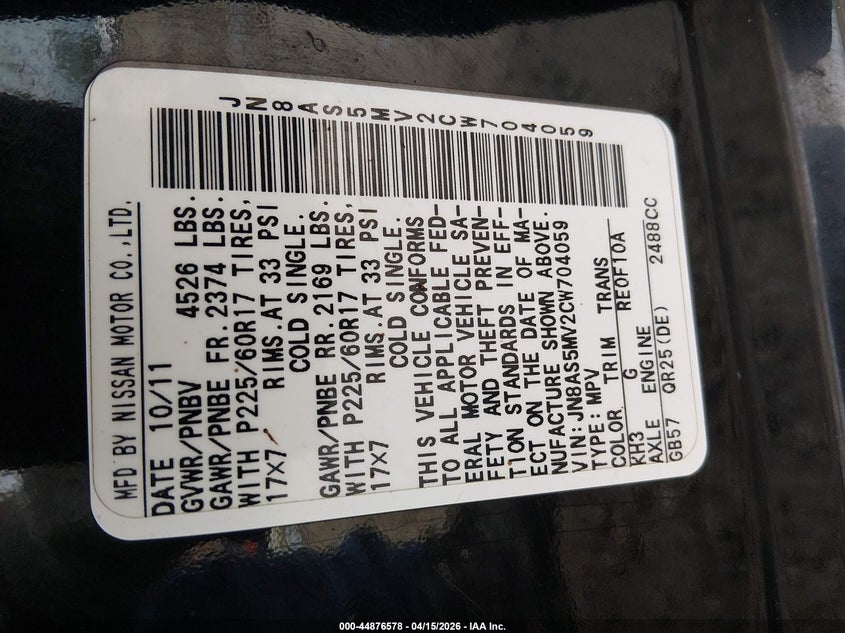 MFD BY NISSAN MOTOR CO.,LTD.
DATE 10/11
GVWR/PNBV 4526 LBS.
GAWR/PNBE FR.2374 LBS.
WITH P225/60R17 TIRES,
17X7 RIMS.AT 33 PSI
COLD SINGLE.
GAWR/PNBE RR.2169 LBS.
WITH P225/60R17 TIRES,
17X7 RIMS.AT 33 PSI
COLD SINGLE.
THIS VEHICLE CONFORMS
TO ALL APPLICABLE FED-
ERAL MOTOR VEHICLE SA-
FETY AND THEFT PREVEN-
TION STANDARDS IN EFF-
ECT ON THE DATE OF MA-
NUFACTURE SHOWN ABOVE.
VIN:JN8AS5MV2CW704059
TYPE:MPV
COLOR TRIM TRANS
KH3 G RE0F10A
AXLE ENGINE
GB57 QR25(DE) 2488CC
JN8AS5MV2CW704059
000-44876578 - 04/15/2026 - IAA Inc.